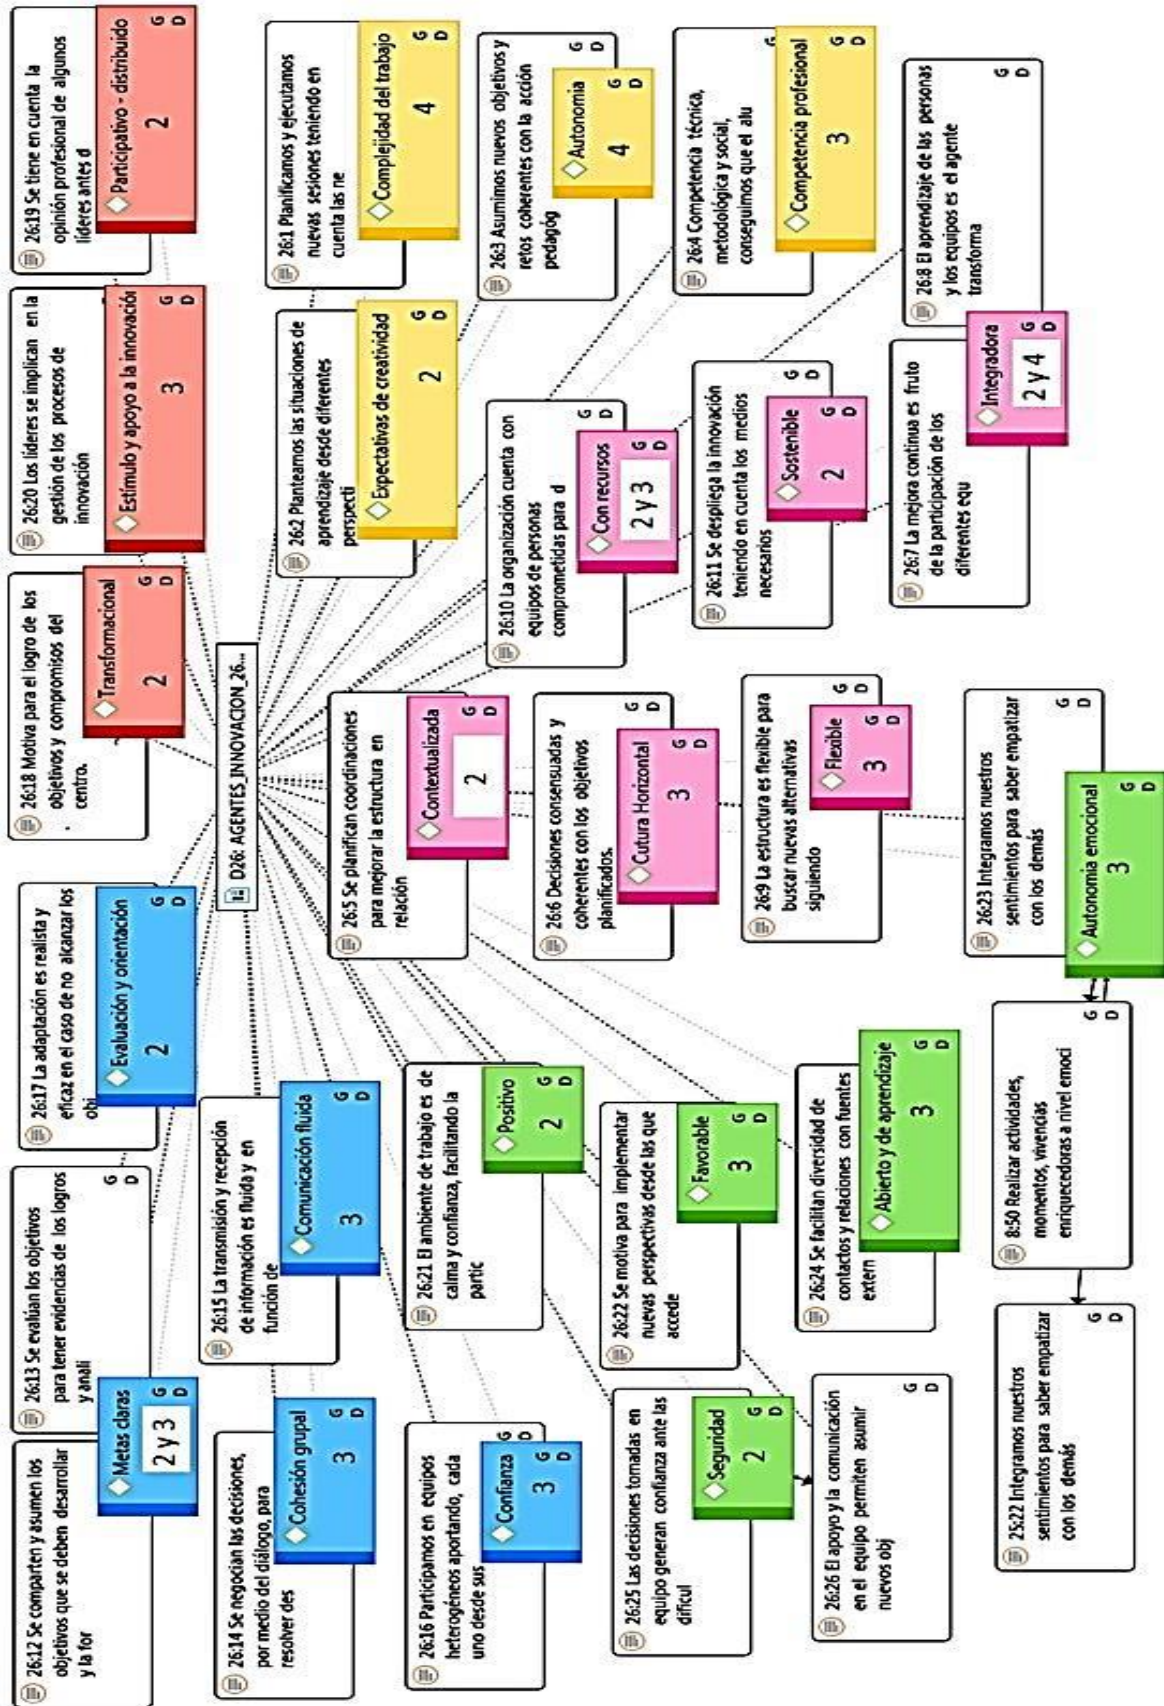 26:12 Se comparten y asumen los
objetivos que se deben desarrollar
y la for
Metas claras
2 y 3
G
D
26:13 Se evalúan los objetivos
para tener evidencias de los logros
y anali
G
D
26:17 La adaptación es realista y
eficaz en el caso de no alcanzar los
obj
Evaluación y orientación
2
G
D
26:18 Motiva para el logro de los
objetivos y compromisos del
centro.
Transformacional
2
G
D
26:20 Los líderes se implican en la
gestión de los procesos de
innovación
Estímulo y apoyo a la innovación
3
G
D
26:19 Se tiene en cuenta la
opinión profesional de algunos
líderes antes d
Participativo - distribuido
2
G
D
26:14 Se negocian las decisiones,
por medio del diálogo, para
resolver des
Cohesión grupal
3
G
D
26:15 La transmisión y recepción
de información es fluida y en
función de
Comunicación fluida
3
G
D
D26: AGENTES_INNOVACION_26...
26:2 Planteamos las situaciones de
aprendizaje desde diferentes
perspecti
Expectativas de creatividad
2
G
D
26:1 Planificamos y ejecutamos
nuevas sesiones teniendo en
cuenta las ne
Complejidad del trabajo
4
G
D
26:16 Participamos en equipos
heterogéneos aportando, cada
uno desde sus
G
D
Confianza
3
G
D
26:21 El ambiente de trabajo es de
calma y confianza, facilitando la
partic
Positivo
2
G
D
26:5 Se planifican coordinaciones
para mejorar la estructura en
relación
Contextualizada
2
G
D
26:10 La organización cuenta con
equipos de personas
comprometidas para d
G
D
Con recursos
2 y 3
G
D
26:3 Asumimos nuevos objetivos y
retos coherentes con la acción
pedagóg
G
D
Autonomia
4
G
D
26:25 Las decisiones tomadas en
equipo generan confianza ante las
dificul
G
D
Seguridad
2
G
D
26:22 Se motiva para implementar
nuevas perspectivas desde las que
accede
Favorable
3
G
D
26:6 Decisiones consensuadas y
coherentes con los objetivos
planificados.
G
D
Cutura Horizontal
3
G
D
26:11 Se despliega la innovación
teniendo en cuenta los medios
necesarios
G
D
Sostenible
2
G
D
26:4 Competencia técnica,
metodológica y social,
conseguimos que el alu
G
Competencia profesional
3
G
D
26:26 El apoyo y la comunicación
en el equipo permiten asumir
nuevos obj
G
D
26:24 Se facilitan diversidad de
contactos y relaciones con fuentes
extern
Abierto y de aprendizaje
3
G
D
26:9 La estructura es flexible para
buscar nuevas alternativas
siguiendo
G
D
Flexible
3
G
D
26:7 La mejora continua es fruto
de la participación de los
diferentes equ
Integradora
2 y 4
G
D
26:8 El aprendizaje de las personas
y los equipos es el agente
transforma
G
D
25:22 Integramos nuestros
sentimientos para saber empatizar
con los demás
G
D
8:50 Realizar actividades,
momentos, vivencias
enriquecedoras a nivel emoci
G
D
26:23 Integramos nuestros
sentimientos para saber empatizar
con los demás
G
D
Autonomia emocional
3
G
D